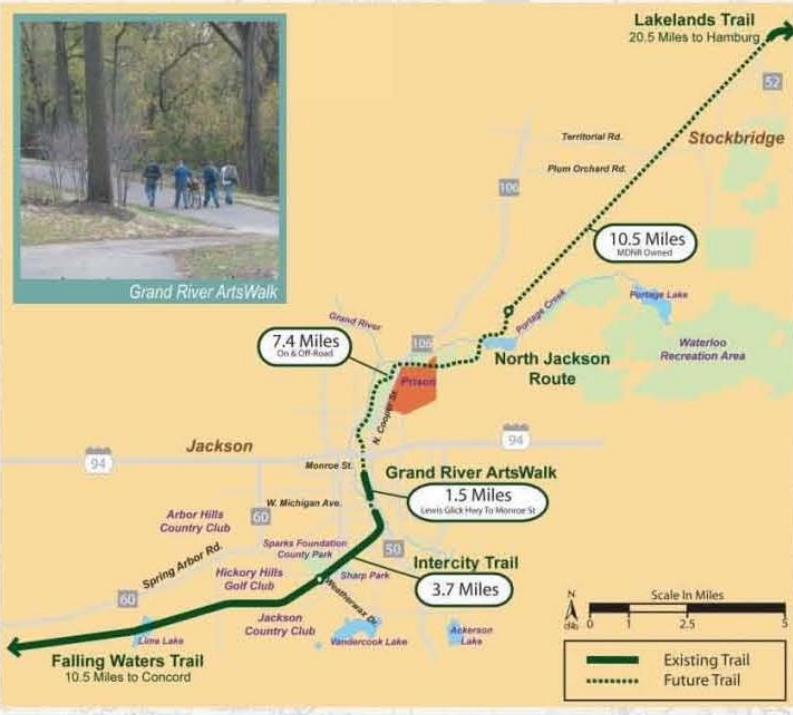 Lakelands Trail
20.5 Miles to Hamburg
52
Territorial Rd.
Stockbridge
Plum Orchard Rd.
106
10.5 Miles
MDNR Owned
Grand River ArtsWalk
Portage Creek
Portage Lake
Grand River
7.4 Miles
On & Off-Road
106
Waterloo
Recreation Area
North Jackson
Route
Prison
N. Cooper St.
Jackson
94
94
Monroe St.
Grand River ArtsWalk
1.5 Miles
Lewis Glick Hwy To Monroe St
W. Michigan Ave.
Arbor Hills
Country Club
60
Sparks Foundation
County Park
50
Spring Arbor Rd.
Intercity Trail
3.7 Miles
Hickory Hills
Golf Club
Sharp Park
Weatherwax Dr.
60
Jackson
Country Club
Lime Lake
Vandercook Lake
Ackerson
Lake
Falling Waters Trail
10.5 Miles to Concord
N
Scale In Miles
0 1 2.5 5
Existing Trail
Future Trail